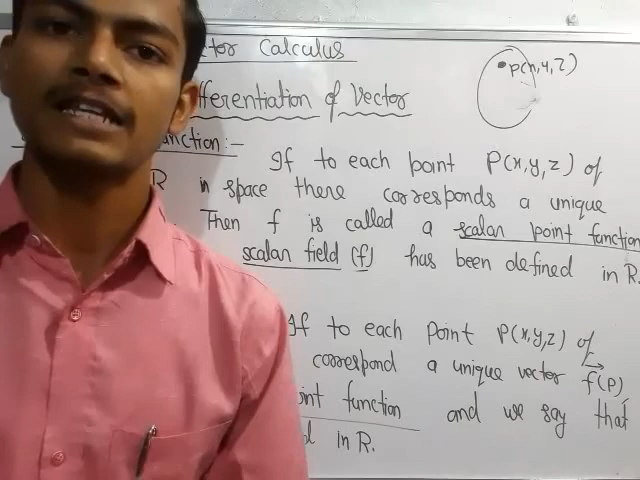 ctor Calculus
P(x,y,z)
fferentiation of Vector
unction:-
If to each point P(x,y,z) of
R in space there corresponds a unique
Then f is called a scalar point function
scalar field (f) has been defined in R.
If to each Point P(x,y,z) of
correspond a unique vector f⃗(P)
oint function and we say that
d in R.